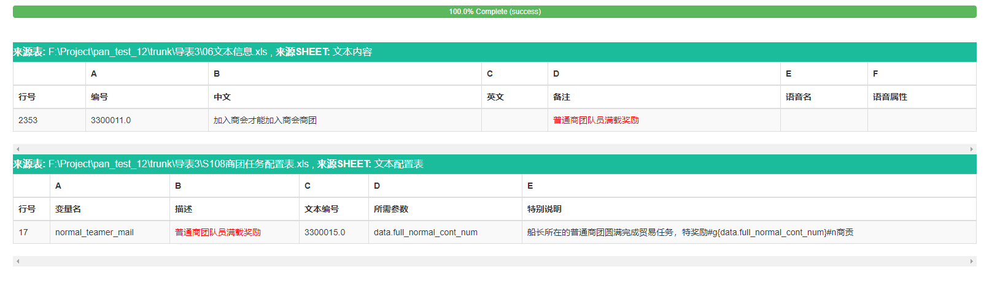 100.0% Complete (success)
来源表: F:\Project\pan_test_12\trunk\导表3\06文本信息.xls , 来源SHEET: 文本内容
A B C D E F
行号 编号 中文 英文 备注 语音名 语音属性
2353 3300011.0 加入商会才能加入商会商团 普通商团队员满载奖励
来源表: F:\Project\pan_test_12\trunk\导表3\S108商团任务配置表.xls , 来源SHEET: 文本配置表
A B C D E
行号 变量名 描述 文本编号 所需参数 特别说明
17 normal_teamer_mail 普通商团队员满载奖励 3300015.0 data.full_normal_cont_num 船长所在的普通商团圆满完成贸易任务，特奖励#g{data.full_normal_cont_num}#n商贡